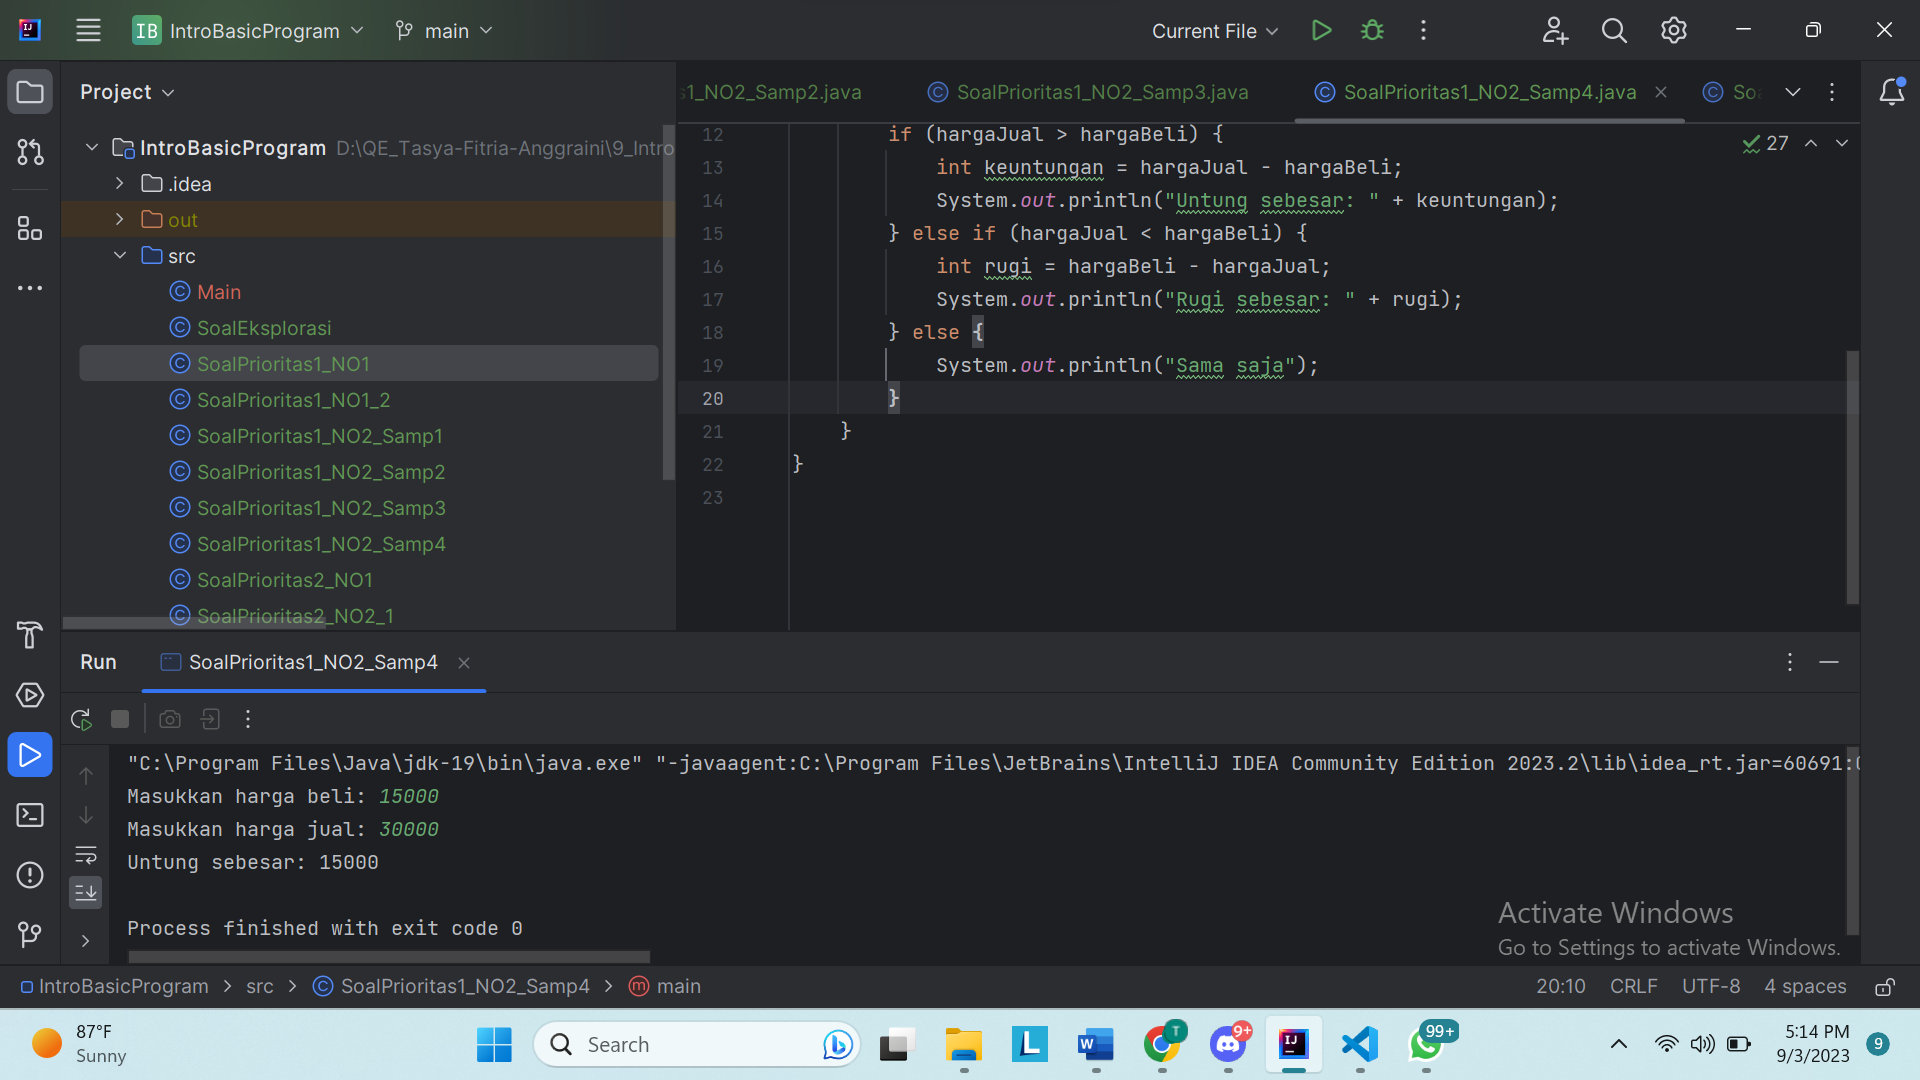 IB IntroBasicProgram main Current File
Project
s1_NO2_Samp2.java SoalPrioritas1_NO2_Samp3.java SoalPrioritas1_NO2_Samp4.java Soa
IntroBasicProgram D:\QE_Tasya-Fitria-Anggraini\9_Intro
.idea
out
src
Main
SoalEksplorasi
SoalPrioritas1_NO1
SoalPrioritas1_NO1_2
SoalPrioritas1_NO2_Samp1
SoalPrioritas1_NO2_Samp2
SoalPrioritas1_NO2_Samp3
SoalPrioritas1_NO2_Samp4
SoalPrioritas2_NO1
SoalPrioritas2_NO2_1
27
12 if (hargaJual > hargaBeli) {
13 int keuntungan = hargaJual - hargaBeli;
14 System.out.println("Untung sebesar: " + keuntungan);
15 } else if (hargaJual < hargaBeli) {
16 int rugi = hargaBeli - hargaJual;
17 System.out.println("Rugi sebesar: " + rugi);
18 } else {
19 System.out.println("Sama saja");
20 }
21 }
22 }
23
Run SoalPrioritas1_NO2_Samp4
"C:\Program Files\Java\jdk-19\bin\java.exe" "-javaagent:C:\Program Files\JetBrains\IntelliJ IDEA Community Edition 2023.2\lib\idea_rt.jar=60691:
Masukkan harga beli: 15000
Masukkan harga jual: 30000
Untung sebesar: 15000
Process finished with exit code 0
Activate Windows
Go to Settings to activate Windows.
IntroBasicProgram > src > SoalPrioritas1_NO2_Samp4 > main
20:10 CRLF UTF-8 4 spaces
87°F
Sunny
Search
T
9+
99+
5:14 PM
9/3/2023
9